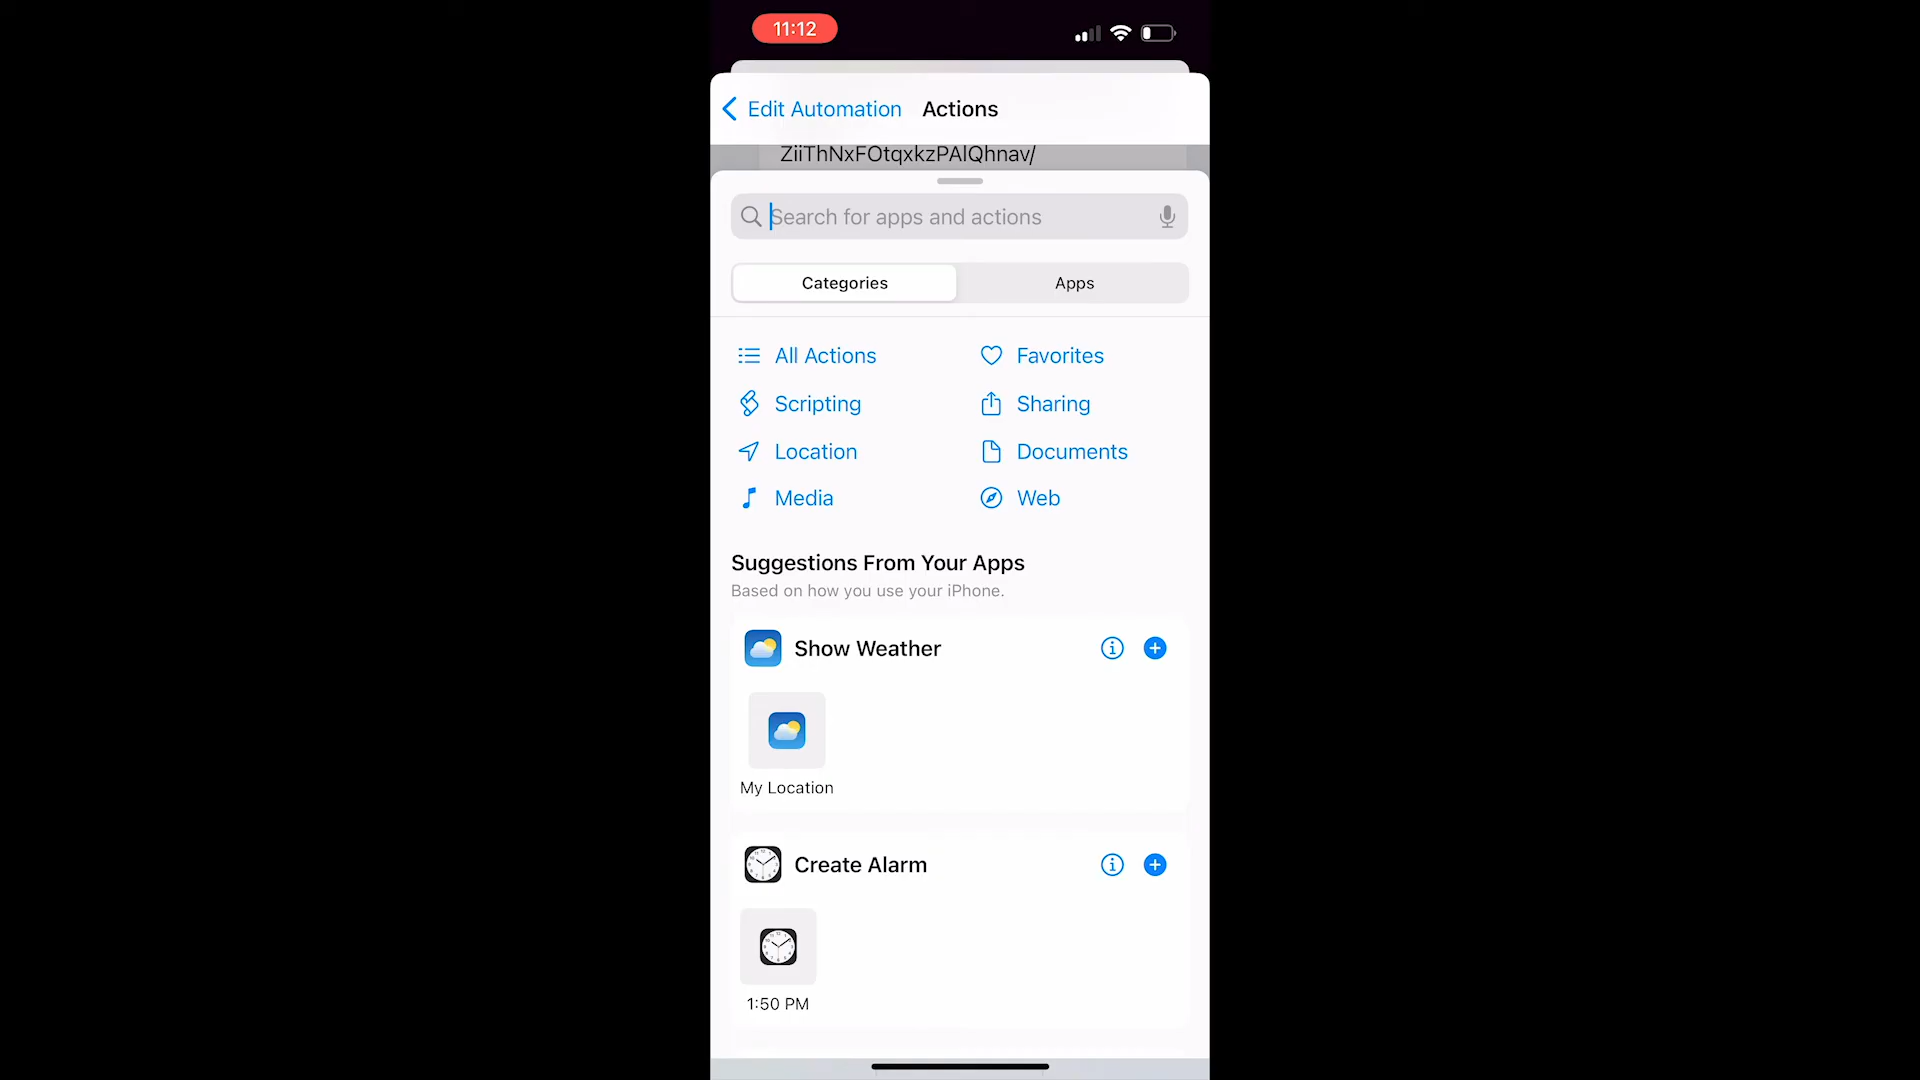 11:12
Edit Automation
Actions
ZiiThNxFOtqxkzPAlQhnav/
Search for apps and actions
Categories
Apps
All Actions
Favorites
Scripting
Sharing
Location
Documents
Media
Web
Suggestions From Your Apps
Based on how you use your iPhone.
Show Weather
My Location
Create Alarm
1:50 PM